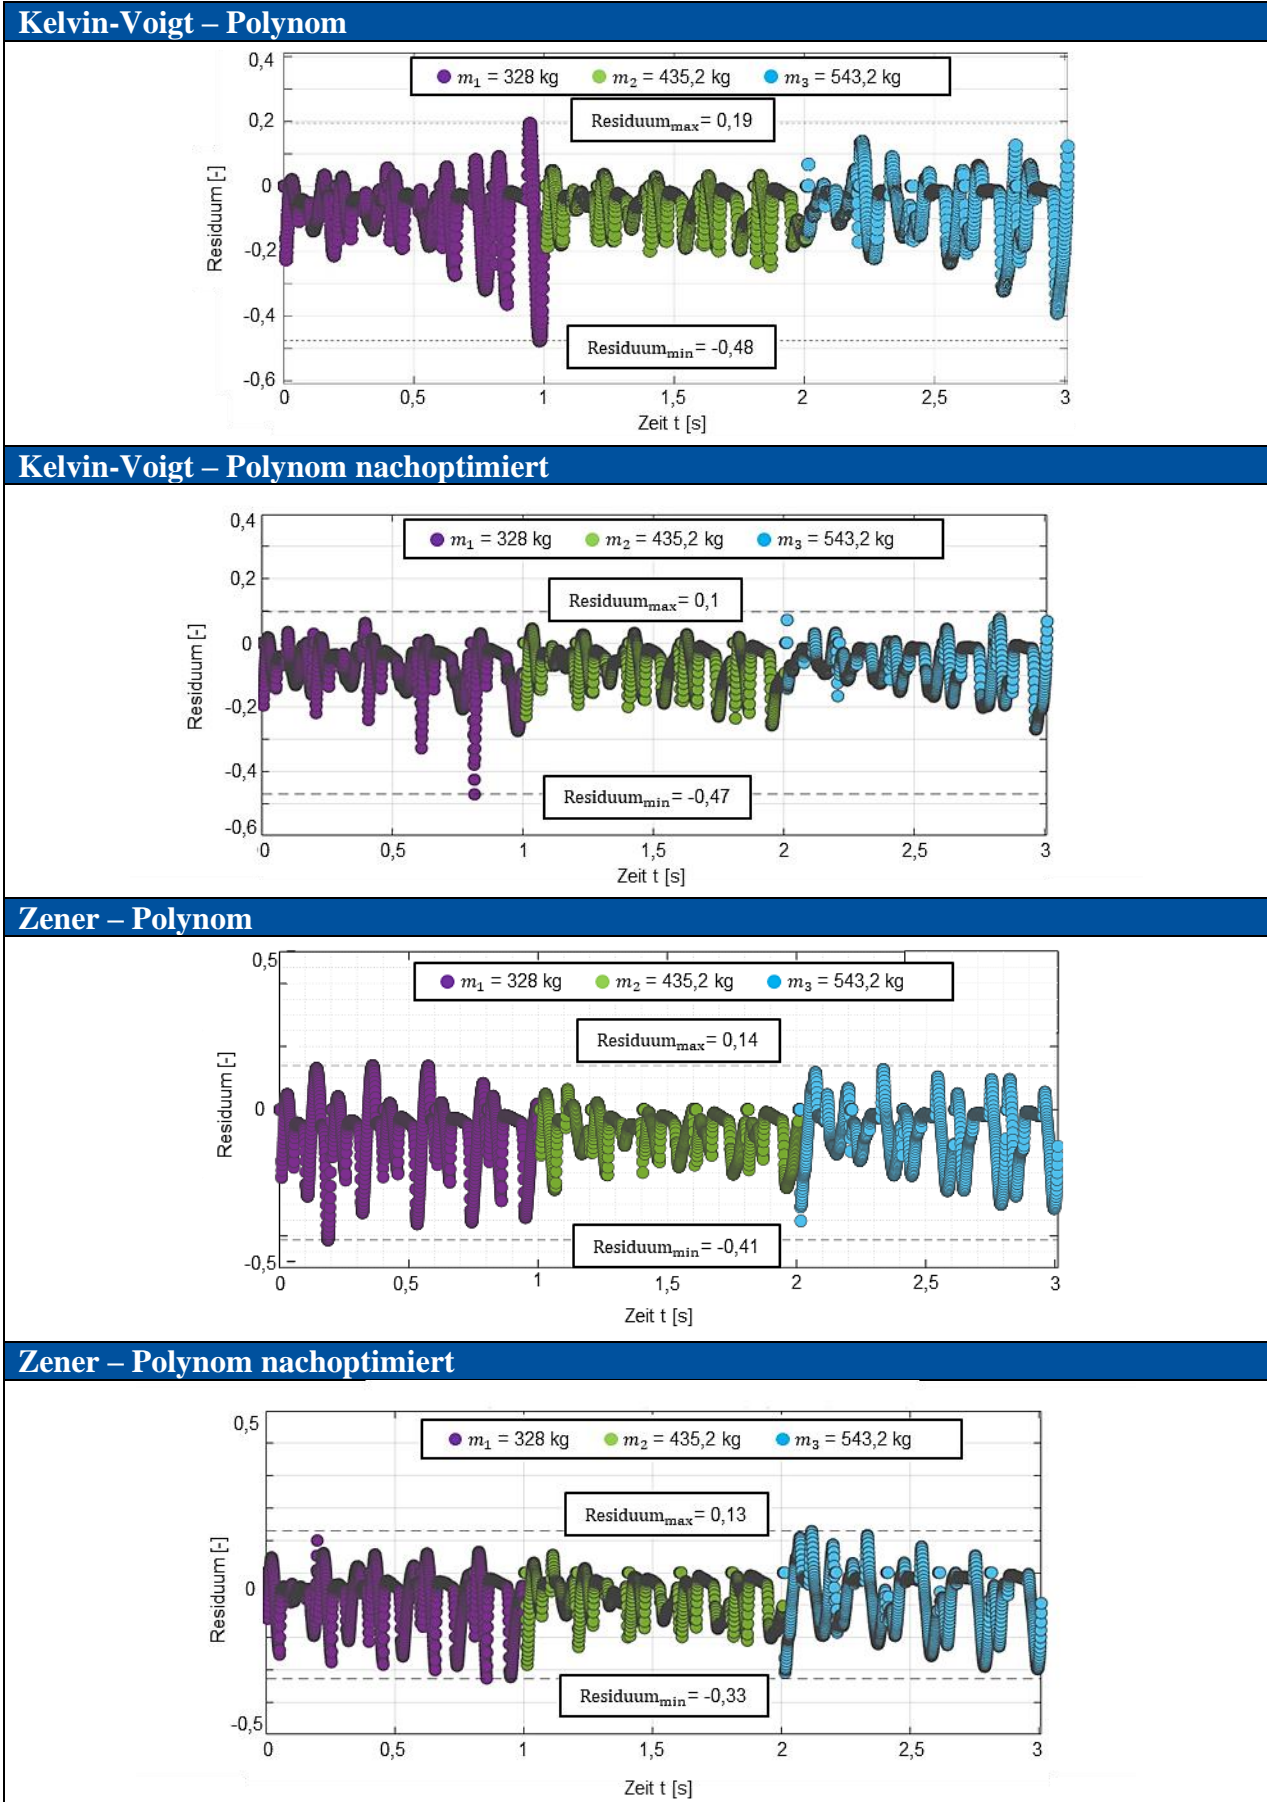 Kelvin-Voigt – Polynom
0,4
m₁ = 328 kg m₂ = 435,2 kg m₃ = 543,2 kg
Residuum_max = 0,19
0,2
0
-0,2
-0,4
-0,6
Residuum [-]
Residuum_min = -0,48
0 0,5 1 1,5 2 2,5 3
Zeit t [s]
Kelvin-Voigt – Polynom nachoptimiert
0,4
m₁ = 328 kg m₂ = 435,2 kg m₃ = 543,2 kg
Residuum_max = 0,1
0,2
0
-0,2
-0,4
-0,6
Residuum [-]
Residuum_min = -0,47
0 0,5 1 1,5 2 2,5 3
Zeit t [s]
Zener – Polynom
0,5
m₁ = 328 kg m₂ = 435,2 kg m₃ = 543,2 kg
Residuum_max = 0,14
0
-0,5
Residuum [-]
Residuum_min = -0,41
0 0,5 1 1,5 2 2,5 3
Zeit t [s]
Zener – Polynom nachoptimiert
0,5
m₁ = 328 kg m₂ = 435,2 kg m₃ = 543,2 kg
Residuum_max = 0,13
0
-0,5
Residuum [-]
Residuum_min = -0,33
0 0,5 1 1,5 2 2,5 3
Zeit t [s]